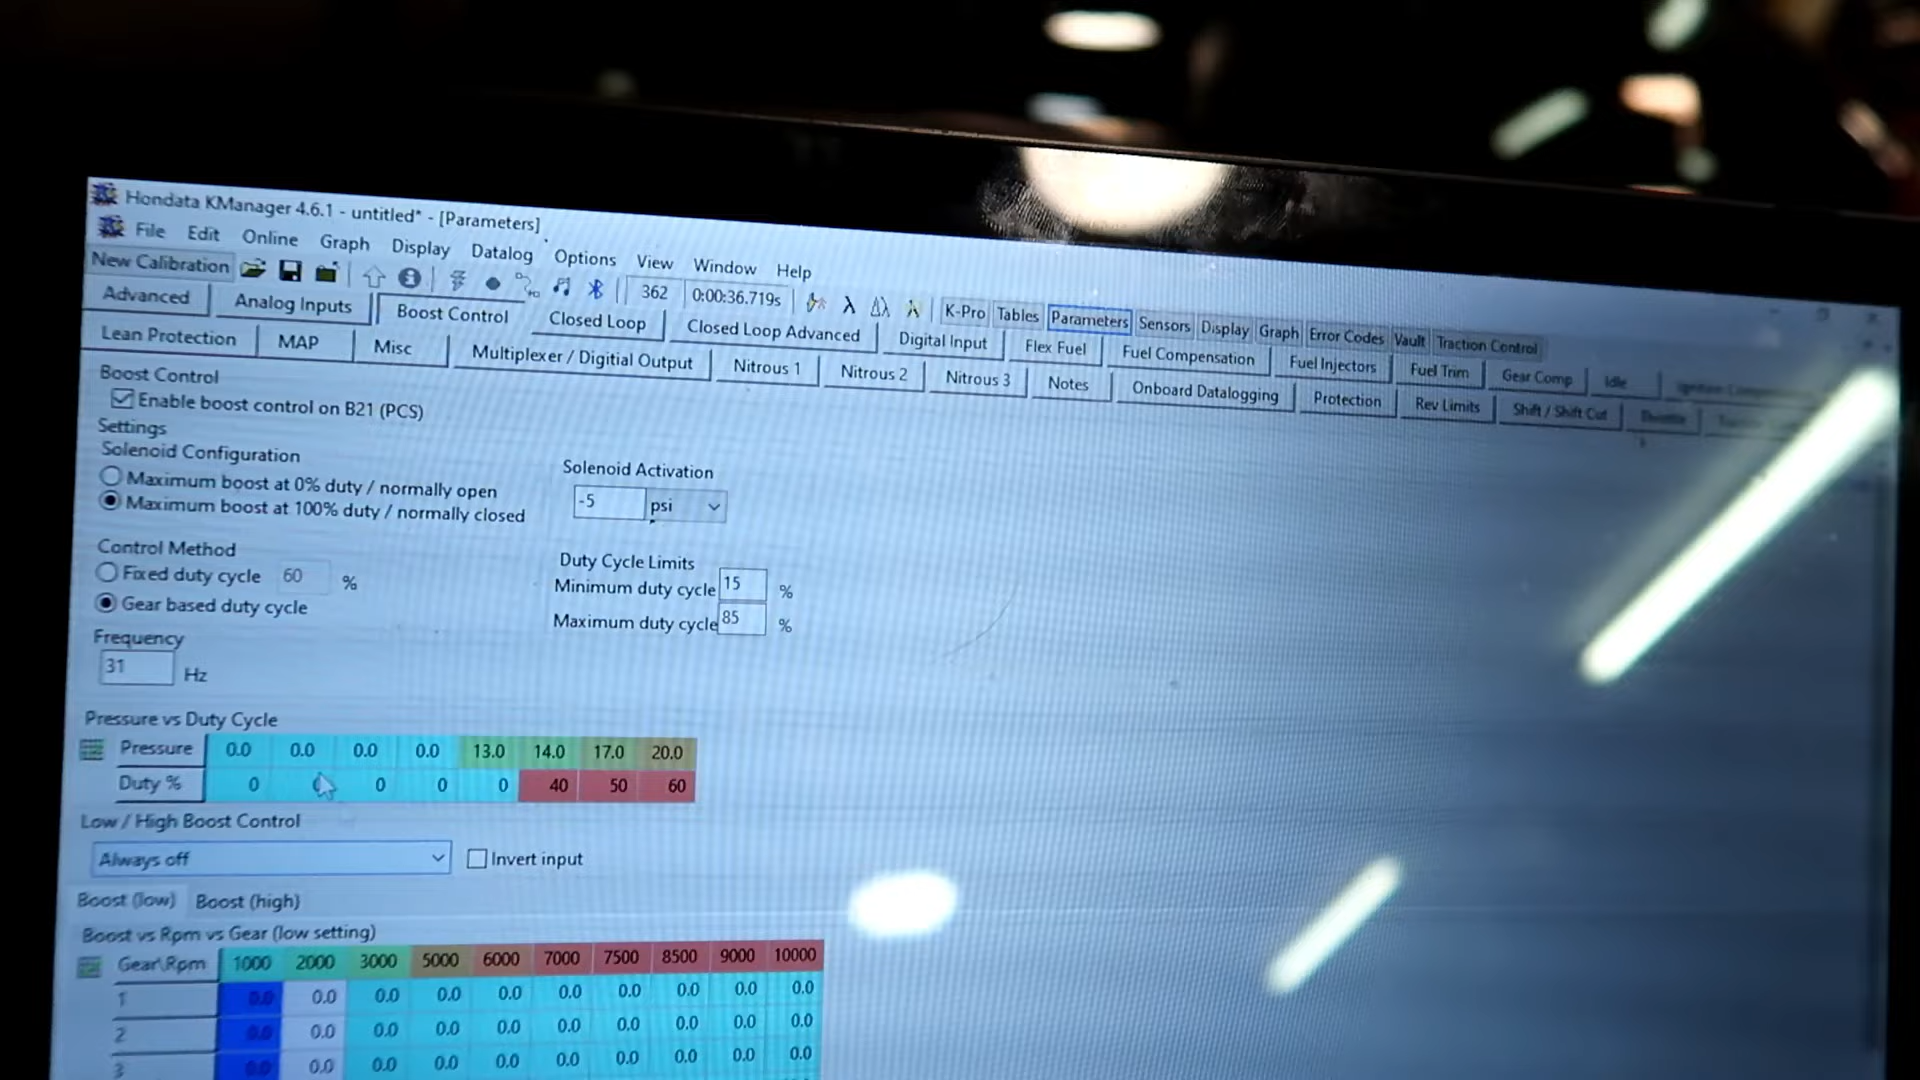 Hondata KManager 4.6.1 - untitled* - [Parameters]
File Edit Online Graph Display Datalog Options View Window Help
New Calibration 362 0:00:36.719s K-Pro Tables Parameters Sensors Display Graph Error Codes Vault Traction Control
Advanced Analog Inputs Boost Control Closed Loop Closed Loop Advanced Digital Input Flex Fuel Fuel Compensation Fuel Injectors Fuel Trim Gear Comp Idle
Lean Protection MAP Misc Multiplexer / Digitial Output Nitrous 1 Nitrous 2 Nitrous 3 Notes Onboard Datalogging Protection Rev Limits Shift / Shift Cut
Boost Control
Enable boost control on B21 (PCS)
Settings
Solenoid Configuration
Maximum boost at 0% duty / normally open
Maximum boost at 100% duty / normally closed
Solenoid Activation
-5 psi
Control Method
Fixed duty cycle 60 %
Gear based duty cycle
Duty Cycle Limits
Minimum duty cycle 15 %
Maximum duty cycle 85 %
Frequency
31 Hz
Pressure vs Duty Cycle
Pressure 0.0 0.0 0.0 0.0 13.0 14.0 17.0 20.0
Duty % 0 0 0 0 40 50 60
Low / High Boost Control
Always off Invert input
Boost (low) Boost (high)
Boost vs Rpm vs Gear (low setting)
Gear\Rpm 1000 2000 3000 5000 6000 7000 7500 8500 9000 10000
1 0.0 0.0 0.0 0.0 0.0 0.0 0.0 0.0 0.0 0.0
2 0.0 0.0 0.0 0.0 0.0 0.0 0.0 0.0 0.0 0.0
3 0.0 0.0 0.0 0.0 0.0 0.0 0.0 0.0 0.0 0.0